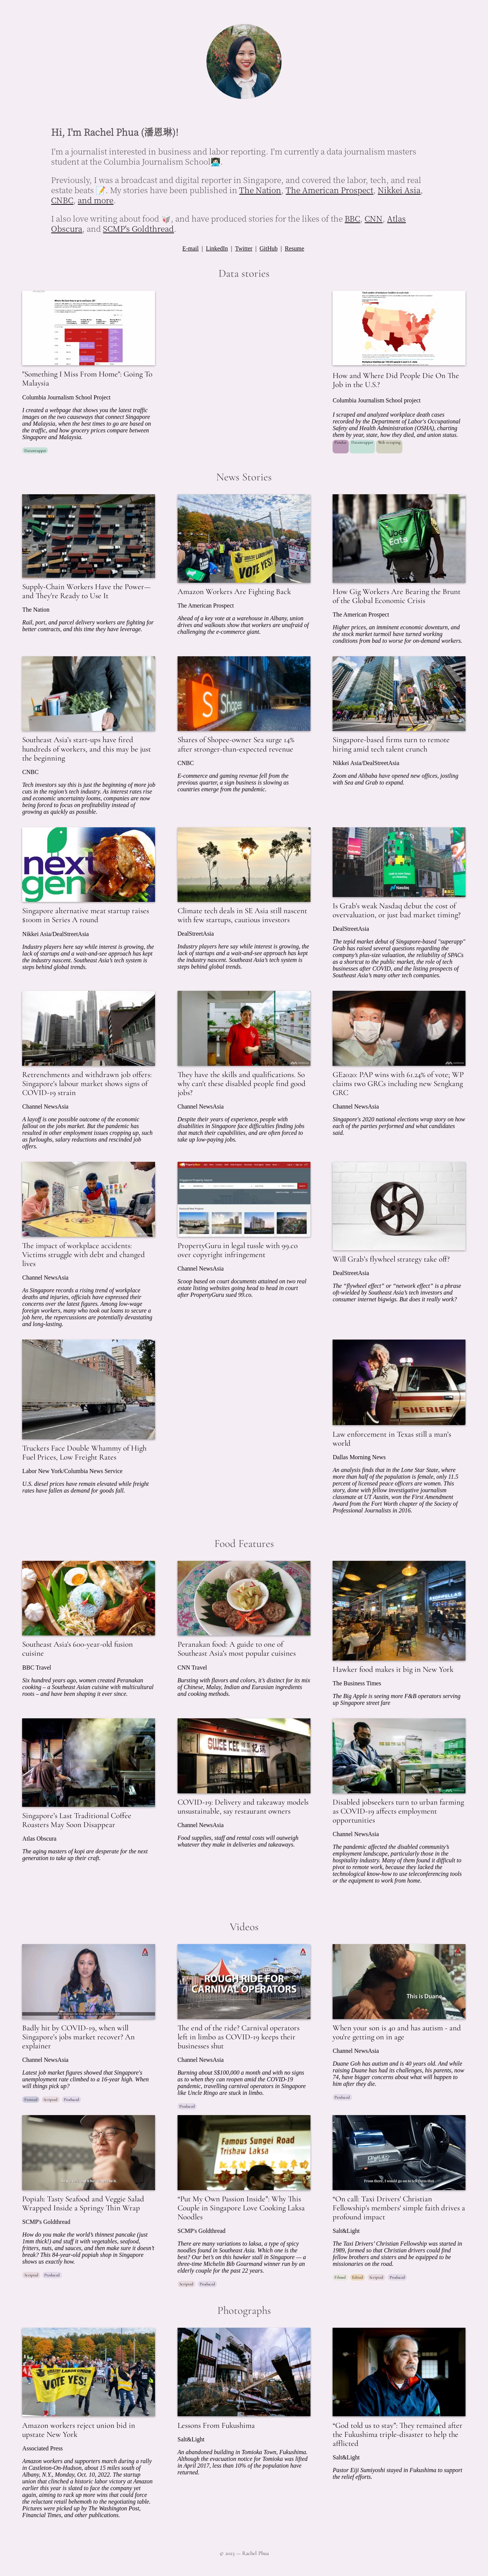 Hi, I'm Rachel Phua (潘恩琳)!
I'm a journalist interested in business and labor reporting. I'm currently a data journalism masters
student at the Columbia Journalism School👩🏻‍💻
Previously, I was a broadcast and digital reporter in Singapore, and covered the labor, tech, and real
estate beats 📝. My stories have been published in The Nation, The American Prospect, Nikkei Asia,
CNBC, and more.
I also love writing about food 🥡, and have produced stories for the likes of the BBC, CNN, Atlas
Obscura, and SCMP's Goldthread.
E-mail | LinkedIn | Twitter | GitHub | Resume
Data stories
"Something I Miss From Home": Going To
Malaysia
Columbia Journalism School Project
I created a webpage that shows you the latest traffic
images on the two causeways that connect Singapore
and Malaysia, when the best times to go are based on
the traffic, and how grocery prices compare between
Singapore and Malaysia.
How and Where Did People Die On The
Job in the U.S.?
Columbia Journalism School project
I scraped and analyzed workplace death cases
recorded by the Department of Labor's Occupational
Safety and Health Administration (OSHA), charting
them by year, state, how they died, and union status.
News Stories
Supply-Chain Workers Have the Power—
and They're Ready to Use It
The Nation
Rail, port, and parcel delivery workers are fighting for
better contracts, and this time they have leverage.
VOTE YES!
Amazon Workers Are Fighting Back
The American Prospect
Ahead of a key vote at a warehouse in Albany, union
drives and walkouts show that workers are unafraid of
challenging the e-commerce giant.
Uber
Eats
How Gig Workers Are Bearing the Brunt
of the Global Economic Crisis
The American Prospect
Higher prices, an imminent economic downturn, and
the stock market turmoil have turned working
conditions from bad to worse for on-demand workers.
Southeast Asia's start-ups have fired
hundreds of workers, and this may be just
the beginning
CNBC
Tech investors say this is just the beginning of more job
cuts in the region's tech industry. As interest rates rise
and economic uncertainty looms, companies are now
being forced to focus on profitability instead of
growing as quickly as possible.
Shares of Shopee-owner Sea surge 14%
after stronger-than-expected revenue
CNBC
E-commerce and gaming revenue fell from the
previous quarter, a sign business is slowing as
countries emerge from the pandemic.
Singapore-based firms turn to remote
hiring amid tech talent crunch
Nikkei Asia/DealStreetAsia
Zoom and Alibaba have opened new offices, jostling
with Sea and Grab to expand.
next
gen
Singapore alternative meat startup raises
$100m in Series A round
Nikkei Asia/DealStreetAsia
Industry players say while interest is growing, the
lack of startups and a wait-and-see approach has kept
the industry nascent. Southeast Asia's tech system is
steps behind global trends.
Climate tech deals in SE Asia still nascent
with few startups, cautious investors
DealStreetAsia
Industry players say while interest is growing, the
lack of startups and a wait-and-see approach has kept
the industry nascent. Southeast Asia's tech system is
steps behind global trends.
Is Grab's weak Nasdaq debut the cost of
overvaluation, or just bad market timing?
DealStreetAsia
The tepid market debut of Singapore-based "superapp"
Grab has raised several questions regarding the
company's plus-size valuation, the reliability of SPACs
as a shortcut to the public market, the role of tech
businesses after COVID, and the listing prospects of
Southeast Asia's many other tech companies.
Retrenchments and withdrawn job offers:
Singapore's labour market shows signs of
COVID-19 strain
Channel NewsAsia
A layoff is one possible outcome of the economic
fallout on the jobs market. But the pandemic has
resulted in other employment issues cropping up, such
as furloughs, salary reductions and rescinded job
offers.
They have the skills and qualifications. So
why can't these disabled people find good
jobs?
Channel NewsAsia
Despite their years of experience, people with
disabilities in Singapore face difficulties finding jobs
that match their capabilities, and are often forced to
take up low-paying jobs.
GE2020: PAP wins with 61.24% of vote; WP
claims two GRCs including new Sengkang
GRC
Channel NewsAsia
Singapore's 2020 national elections wrap story on how
each of the parties performed and what candidates
said.
The impact of workplace accidents:
Victims struggle with debt and changed
lives
Channel NewsAsia
As Singapore records a rising trend of workplace
deaths and injuries, officials have expressed their
concerns over the latest figures. Among low-wage
foreign workers, many who took out loans to secure a
job here, the repercussions are potentially devastating
and long-lasting.
PropertyGuru in legal tussle with 99.co
over copyright infringement
Channel NewsAsia
Scoop based on court documents attained on two real
estate listing websites going head to head in court
after PropertyGuru sued 99.co.
Will Grab's flywheel strategy take off?
DealStreetAsia
The “flywheel effect” or “network effect” is a phrase
oft-wielded by Southeast Asia's tech investors and
consumer internet bigwigs. But does it really work?
Truckers Face Double Whammy of High
Fuel Prices, Low Freight Rates
Labor New York/Columbia News Service
U.S. diesel prices have remain elevated while freight
rates have fallen as demand for goods fall.
SHERIFF
Law enforcement in Texas still a man's
world
Dallas Morning News
An analysis finds that in the Lone Star State, where
more than half of the population is female, only 11.5
percent of licensed peace officers are women. This
story, done with fellow investigative journalism
classmate at UT Austin, won the First Amendment
Award from the Fort Worth chapter of the Society of
Professional Journalists in 2016.
Food Features
Southeast Asia's 600-year-old fusion
cuisine
BBC Travel
Six hundred years ago, women created Peranakan
cooking – a Southeast Asian cuisine with multicultural
roots – and have been shaping it ever since.
Peranakan food: A guide to one of
Southeast Asia's most popular cuisines
CNN Travel
Bursting with flavors and colors, it's distinct for its mix
of Chinese, Malay, Indian and Eurasian ingredients
and cooking methods.
Hawker food makes it big in New York
The Business Times
The Big Apple is seeing more F&B operators serving
up Singapore street fare
Singapore's Last Traditional Coffee
Roasters May Soon Disappear
Atlas Obscura
The aging masters of kopi are desperate for the next
generation to take up their craft.
COVID-19: Delivery and takeaway models
unsustainable, say restaurant owners
Channel NewsAsia
Food supplies, staff and rental costs will outweigh
whatever they make in deliveries and takeaways.
Disabled jobseekers turn to urban farming
as COVID-19 affects employment
opportunities
Channel NewsAsia
The pandemic affected the disabled community's
employment landscape, particularly those in the
hospitality industry. Many of them found it difficult to
pivot to remote work, because they lacked the
technological know-how to use teleconferencing tools
or the equipment to work from home.
Videos
Badly hit by COVID-19, when will
Singapore's jobs market recover? An
explainer
Channel NewsAsia
Latest job market figures showed that Singapore's
unemployment rate climbed to a 16-year high. When
will things pick up?
ROUGH RIDE FOR
CARNIVAL OPERATORS
The end of the ride? Carnival operators
left in limbo as COVID-19 keeps their
businesses shut
Channel NewsAsia
Burning about S$100,000 a month and with no signs
as to when they can reopen amid the COVID-19
pandemic, travelling carnival operators in Singapore
like Uncle Ringo are stuck in limbo.
Produced
This is Duane
When your son is 40 and has autism - and
you're getting on in age
Channel NewsAsia
Duane Goh has autism and is 40 years old. And while
raising Duane has had its challenges, his parents, now
74, have bigger concerns about what will happen to
him after they die.
Produced
Popiah: Tasty Seafood and Veggie Salad
Wrapped Inside a Springy Thin Wrap
SCMP's Goldthread
How do you make the world's thinnest pancake (just
1mm thick!) and stuff it with vegetables, seafood,
fritters, nuts, and sauces, and then make sure it doesn't
break? This 84-year-old popiah shop in Singapore
shows us exactly how.
Scripted Produced
Famous Sungei Road
Trishaw Laksa
“Put My Own Passion Inside”: Why This
Couple in Singapore Love Cooking Laksa
Noodles
SCMP's Goldthread
There are many variations to laksa, a type of spicy
noodles found in Southeast Asia. Which one is the
best? Our bet's on this hawker stall in Singapore — a
three-time Michelin Bib Gourmand winner run by an
elderly couple for the past 22 years.
Scripted Produced
“On call: Taxi Drivers' Christian
Fellowship's members' simple faith drives a
profound impact
Salt&Light
The Taxi Drivers' Christian Fellowship was started in
1989, formed so that Christian drivers could find
fellow brothers and sisters and be equipped to be
missionaries on the road.
Photographs
VOTE YES!
Amazon workers reject union bid in
upstate New York
Associated Press
Amazon workers and supporters march during a rally
in Castleton-On-Hudson, about 15 miles south of
Albany, N.Y., Monday, Oct. 10, 2022. The startup
union that clinched a historic labor victory at Amazon
earlier this year is slated to face the company yet
again, aiming to rack up more wins that could force
the reluctant retail behemoth to the negotiating table.
Pictures were picked up by The Washington Post,
Financial Times, and other publications.
Lessons From Fukushima
Salt&Light
An abandoned building in Tomioka Town, Fukushima.
Although the evacuation notice for Tomioka was lifted
in April 2017, less than 10% of the population have
returned.
“God told us to stay”: They remained after
the Fukushima triple-disaster to help the
afflicted
Salt&Light
Pastor Eiji Sumiyoshi stayed in Fukushima to support
the relief efforts.
© 2023 — Rachel Phua